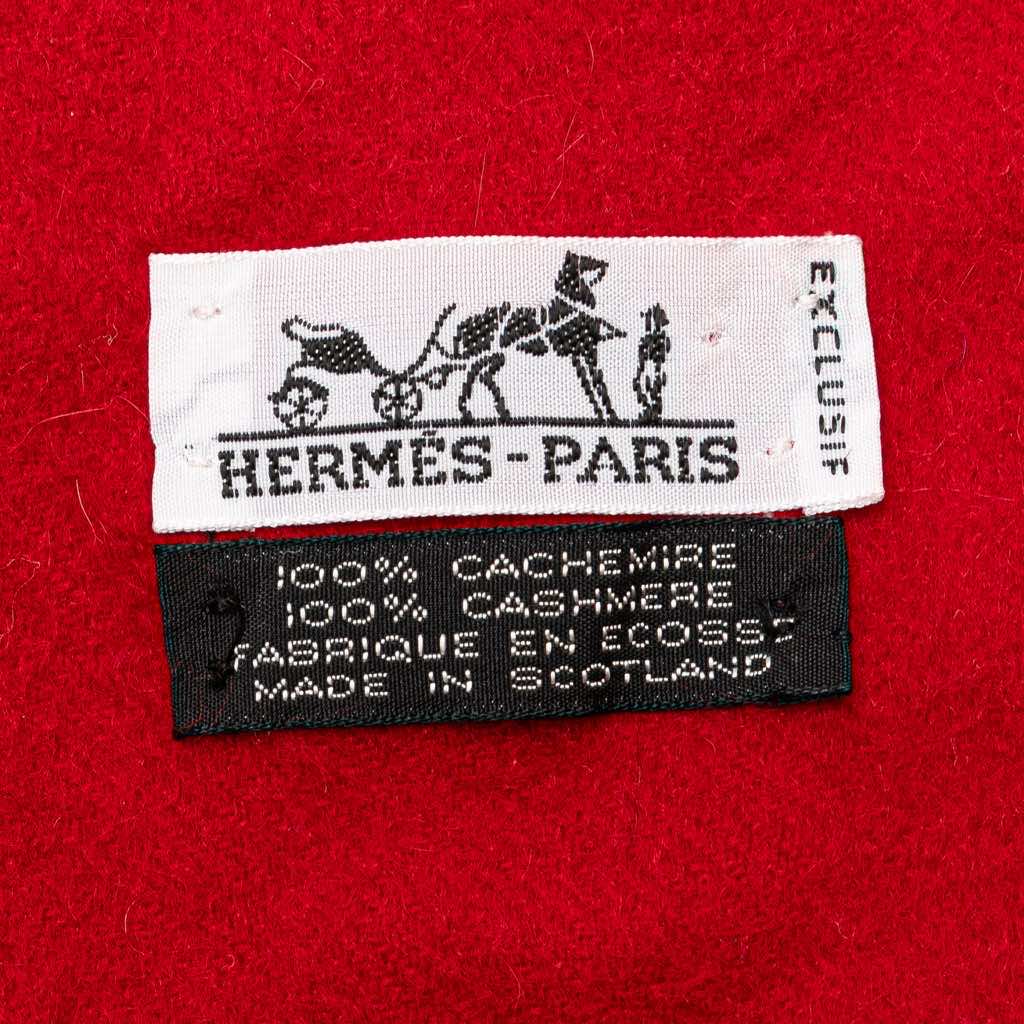 HERMÈS-PARIS
EXCLUSIF
100% CACHEMIRE
100% CASHMERE
FABRIQUE EN ECOSSE
MADE IN SCOTLAND